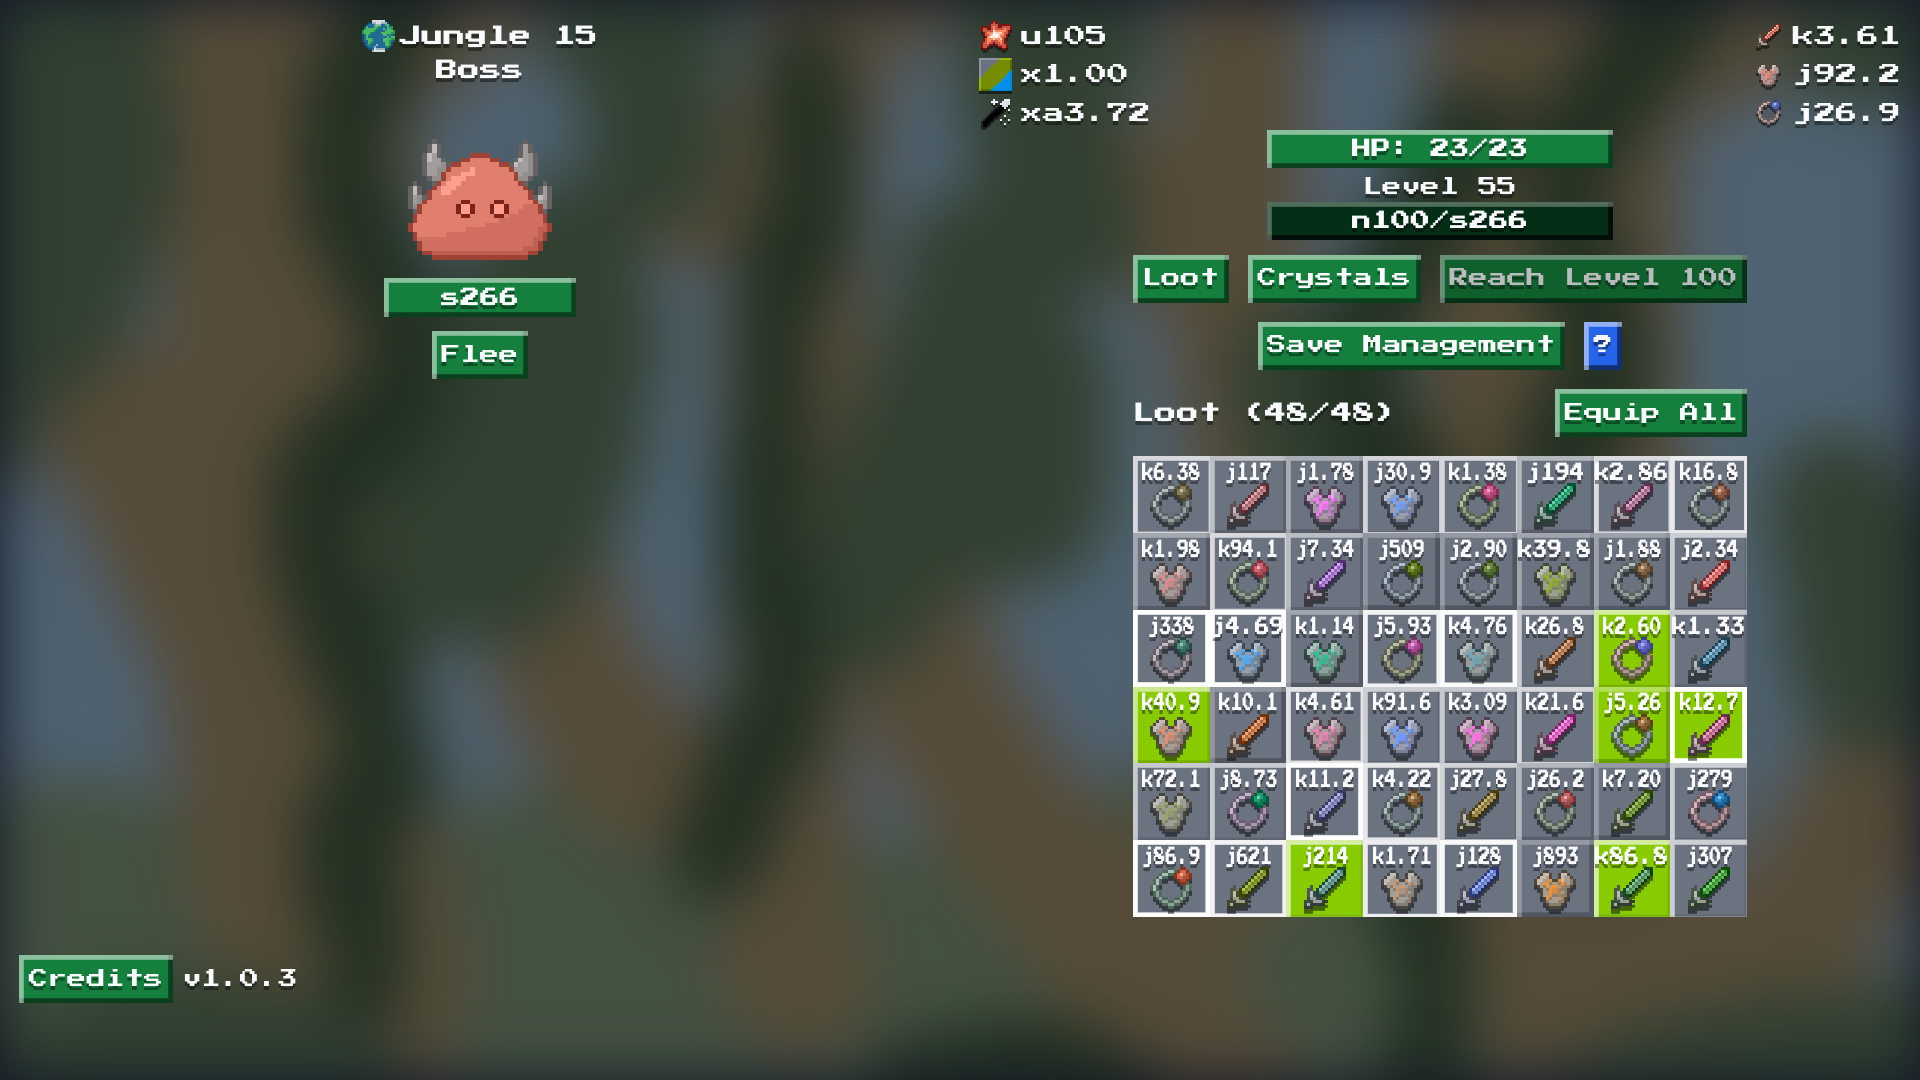 Jungle 15
Boss
s266
Flee
u105
x1.00
xa3.72
k3.61
j92.2
j26.9
HP: 23/23
Level 55
n100/s266
Loot Crystals Reach Level 100
Save Management ?
Loot (48/48) Equip All
k6.38 j117 j1.78 j30.9 k1.38 j194 k2.86 k16.8
k1.98 k94.1 j7.34 j509 j2.90 k39.8 j1.88 j2.34
j338 j4.69 k1.14 j5.93 k4.76 k26.8 k2.60 k1.33
k40.9 k10.1 k4.61 k91.6 k3.09 k21.6 j5.26 k12.7
k72.1 j8.73 k11.2 k4.22 j27.8 j26.2 k7.20 j279
j86.9 j621 j214 k1.71 j128 j893 k86.8 j307
Credits v1.0.3